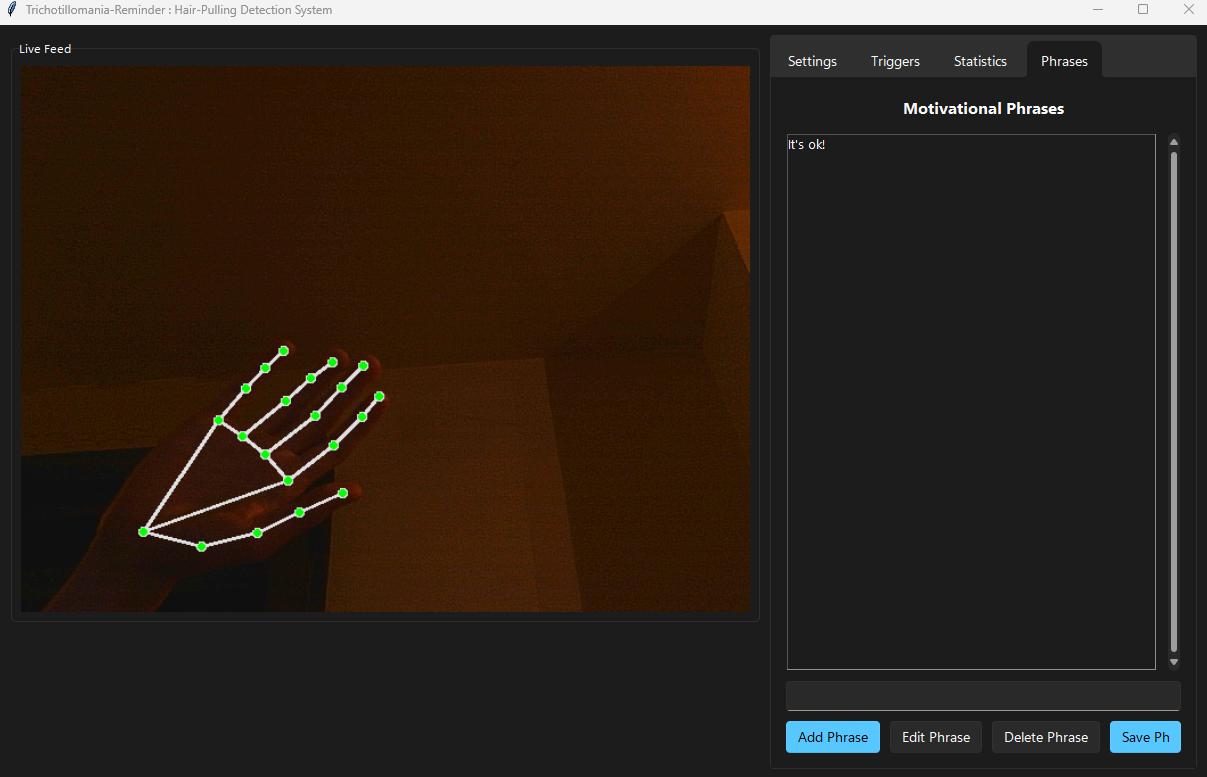 Trichotillomania-Reminder : Hair-Pulling Detection System
Live Feed
Settings
Triggers
Statistics
Phrases
Motivational Phrases
It's ok!
Add Phrase
Edit Phrase
Delete Phrase
Save Ph